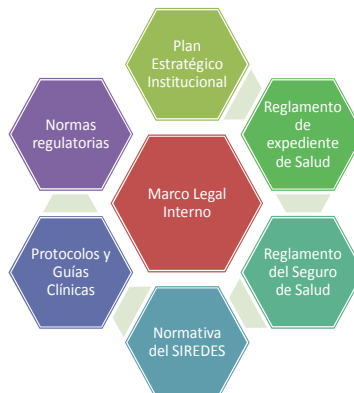 Plan
Estratégico
Institucional
Reglamento
de
expediente
de Salud
Reglamento
del Seguro
de Salud
Normativa
del SIREDES
Protocolos y
Guías
Clínicas
Normas
regulatorias
Marco Legal
Interno